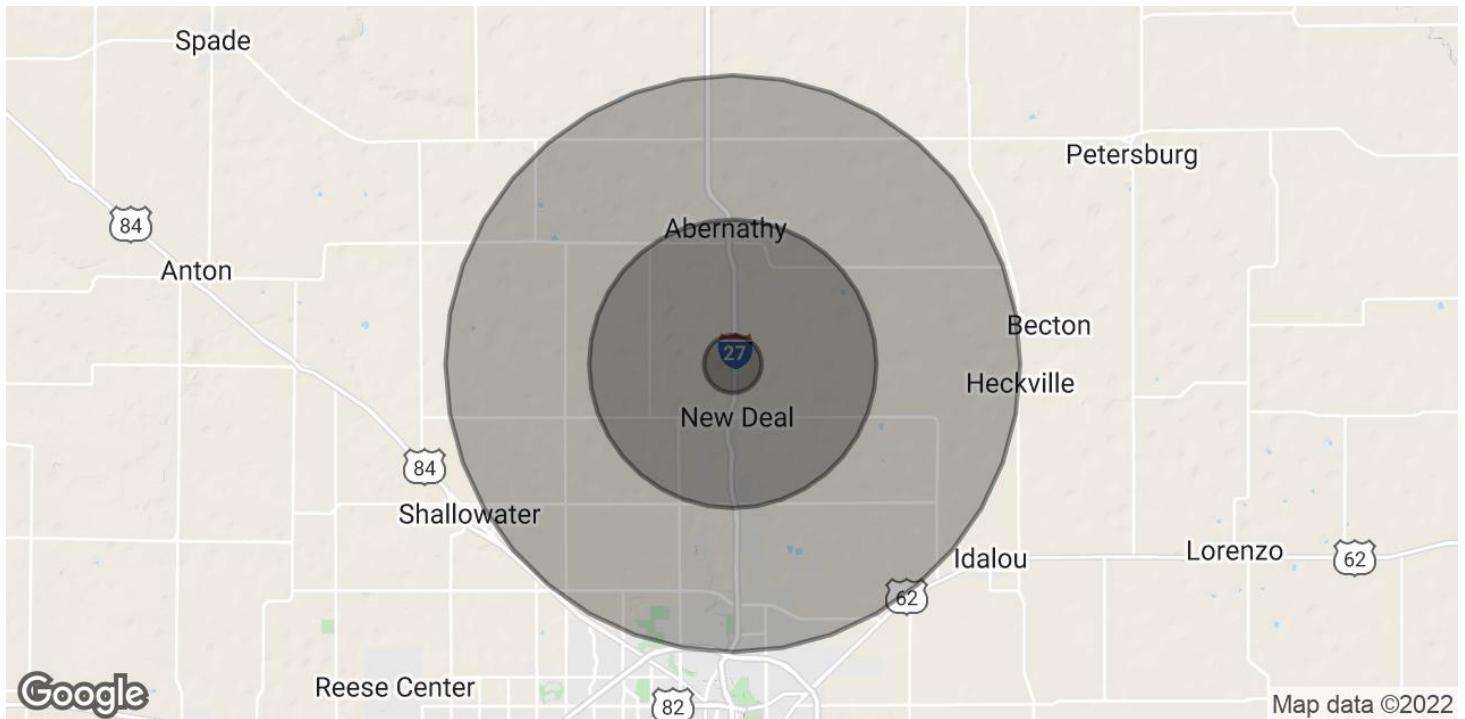 Spade
Petersburg
84
Abernathy
Anton
Becton
27
Heckville
New Deal
84
Shallowater
Idalou
Lorenzo
62
62
Reese Center
82
Google
Map data ©2022